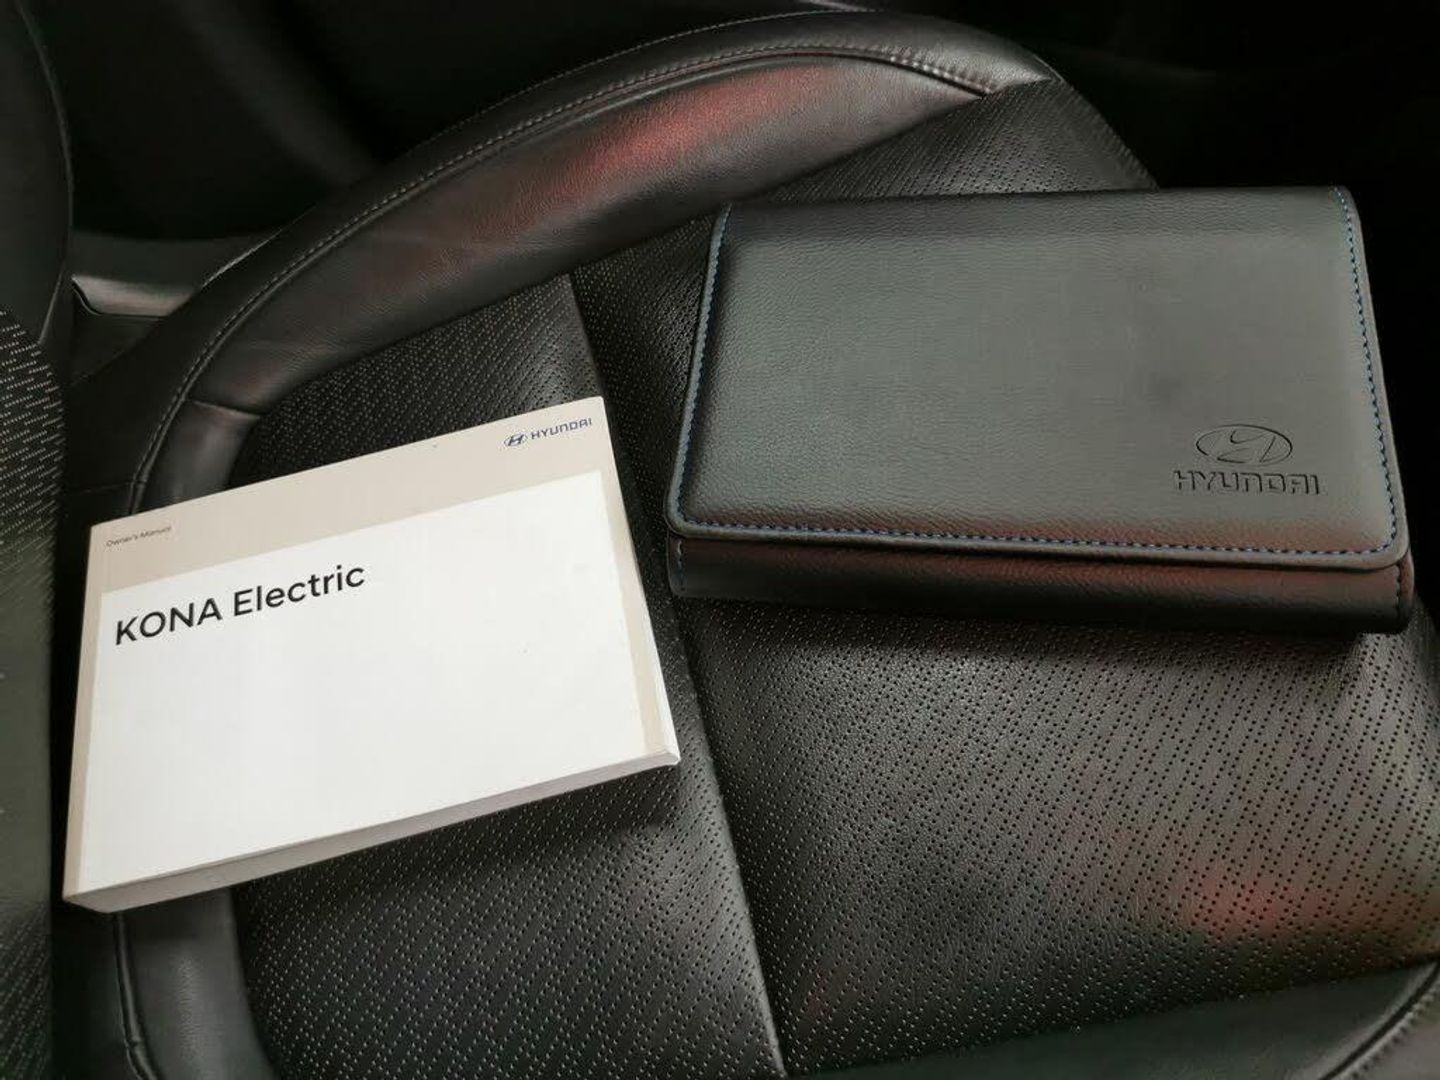 HYUNDAI
Owner's Manual
KONA Electric
HYUNDAI